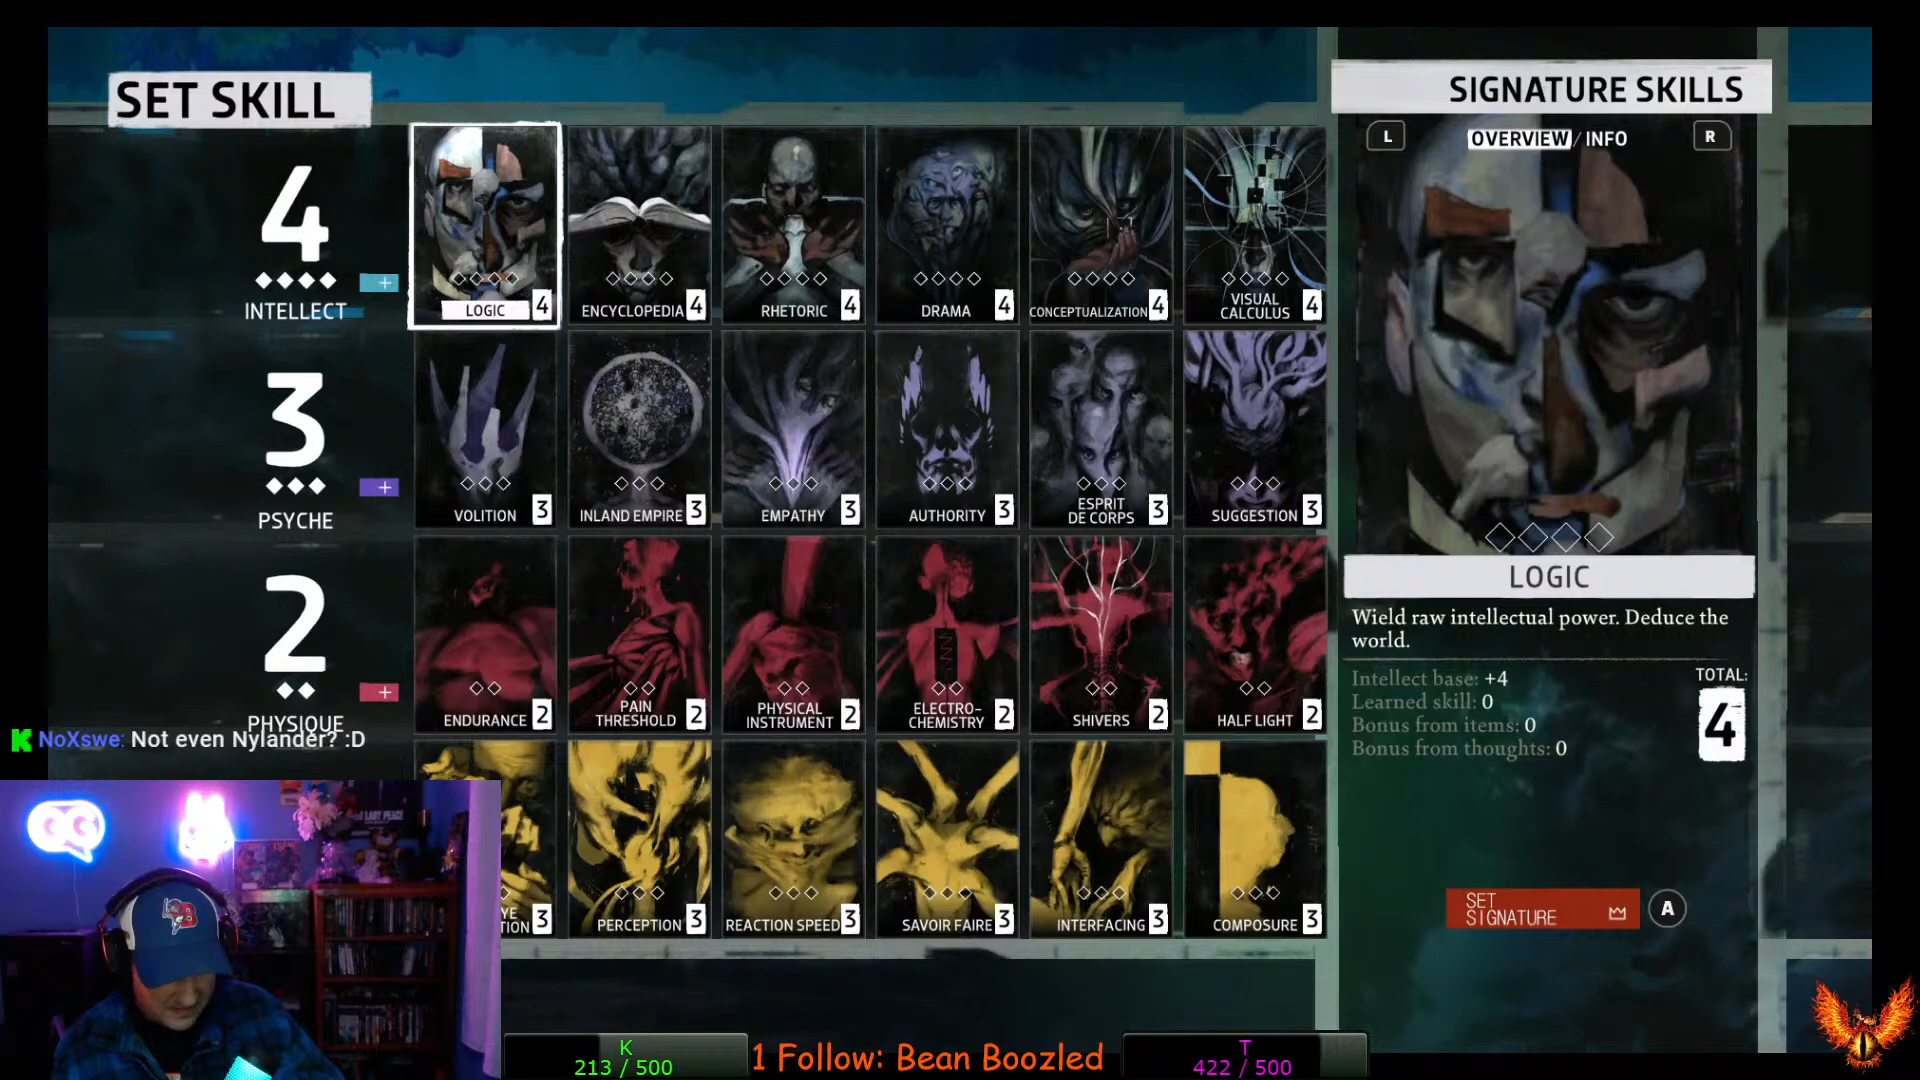 SET SKILL
4
INTELLECT
+
LOGIC 4
ENCYCLOPEDIA 4
RHETORIC 4
DRAMA 4
CONCEPTUALIZATION 4
VISUAL
CALCULUS 4
3
PSYCHE
+
VOLITION 3
INLAND EMPIRE 3
EMPATHY 3
AUTHORITY 3
ESPRIT
DE CORPS 3
SUGGESTION 3
2
PHYSIQUE
+
ENDURANCE 2
PAIN
THRESHOLD 2
PHYSICAL
INSTRUMENT 2
ELECTRO-
CHEMISTRY 2
SHIVERS 2
HALF LIGHT 2
K NoXswe: Not even Nylander? :D
YE
TION 3
PERCEPTION 3
REACTION SPEED 3
SAVOIR FAIRE 3
INTERFACING 3
COMPOSURE 3
SIGNATURE SKILLS
L OVERVIEW / INFO R
LOGIC
Wield raw intellectual power. Deduce the
world.
Intellect base: +4
Learned skill: 0
Bonus from items: 0
Bonus from thoughts: 0
TOTAL:
4
SET
SIGNATURE
A
K
213 / 500
1 Follow: Bean Boozled
T
422 / 500